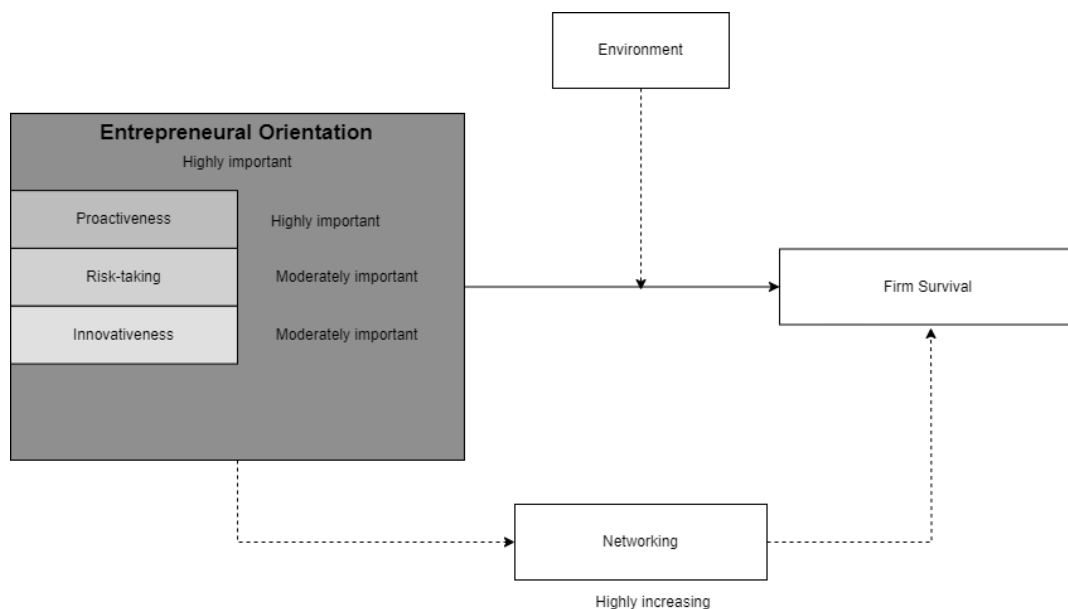 Environment
Entrepreneural Orientation
Highly important
Proactiveness
Highly important
Risk-taking
Moderately important
Innovativeness
Moderately important
Firm Survival
Networking
Highly increasing